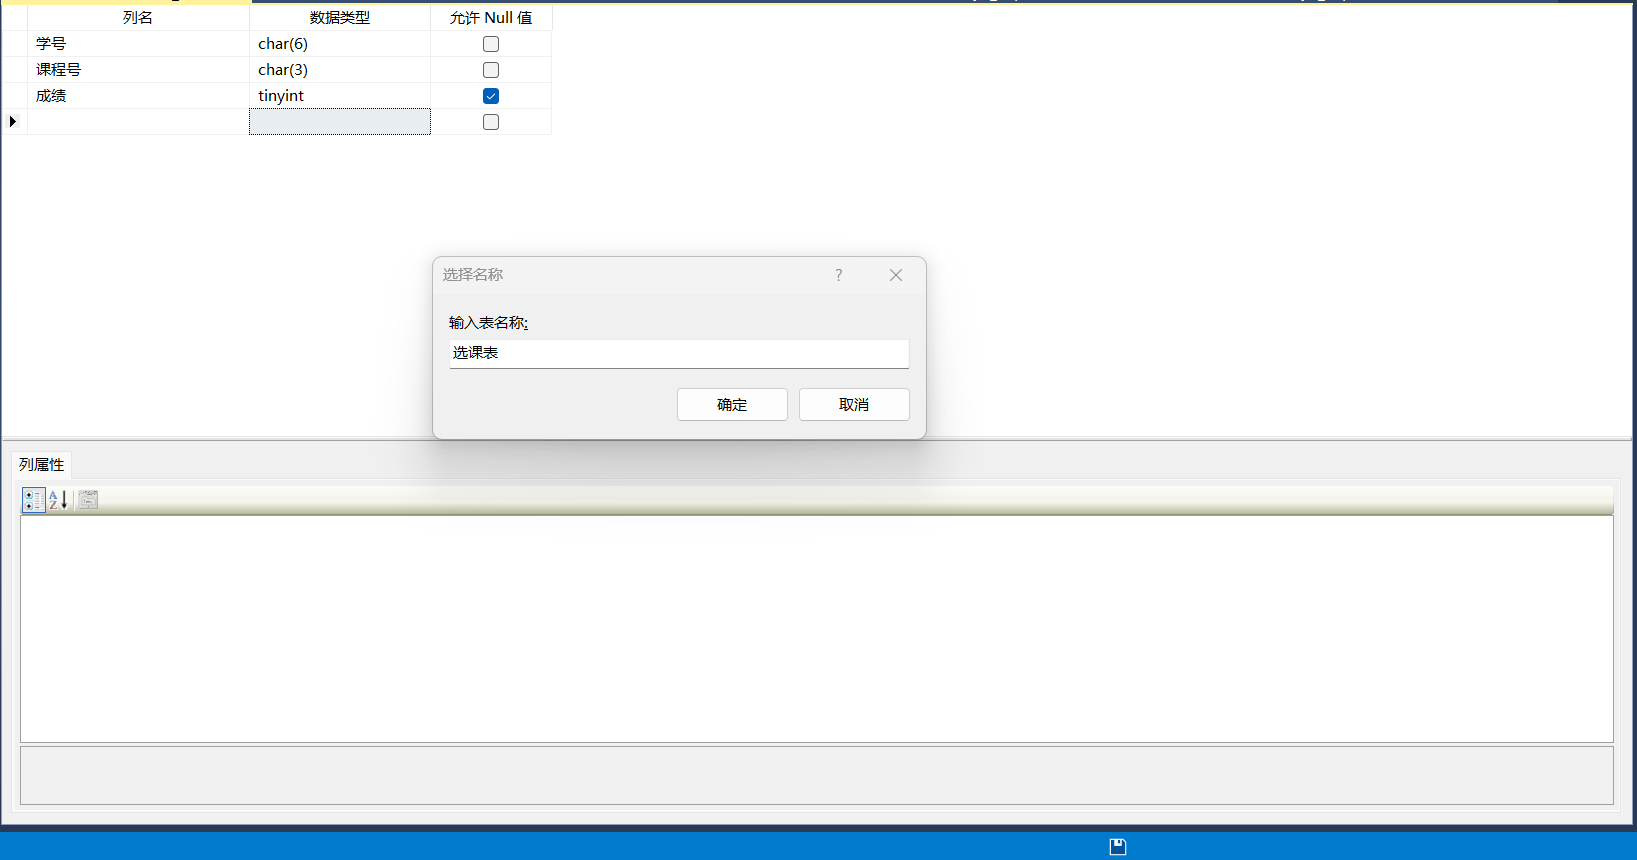 列名 数据类型 允许 Null 值
学号 char(6)
课程号 char(3)
成绩 tinyint
选择名称 ?
输入表名称:
选课表
确定 取消
列属性